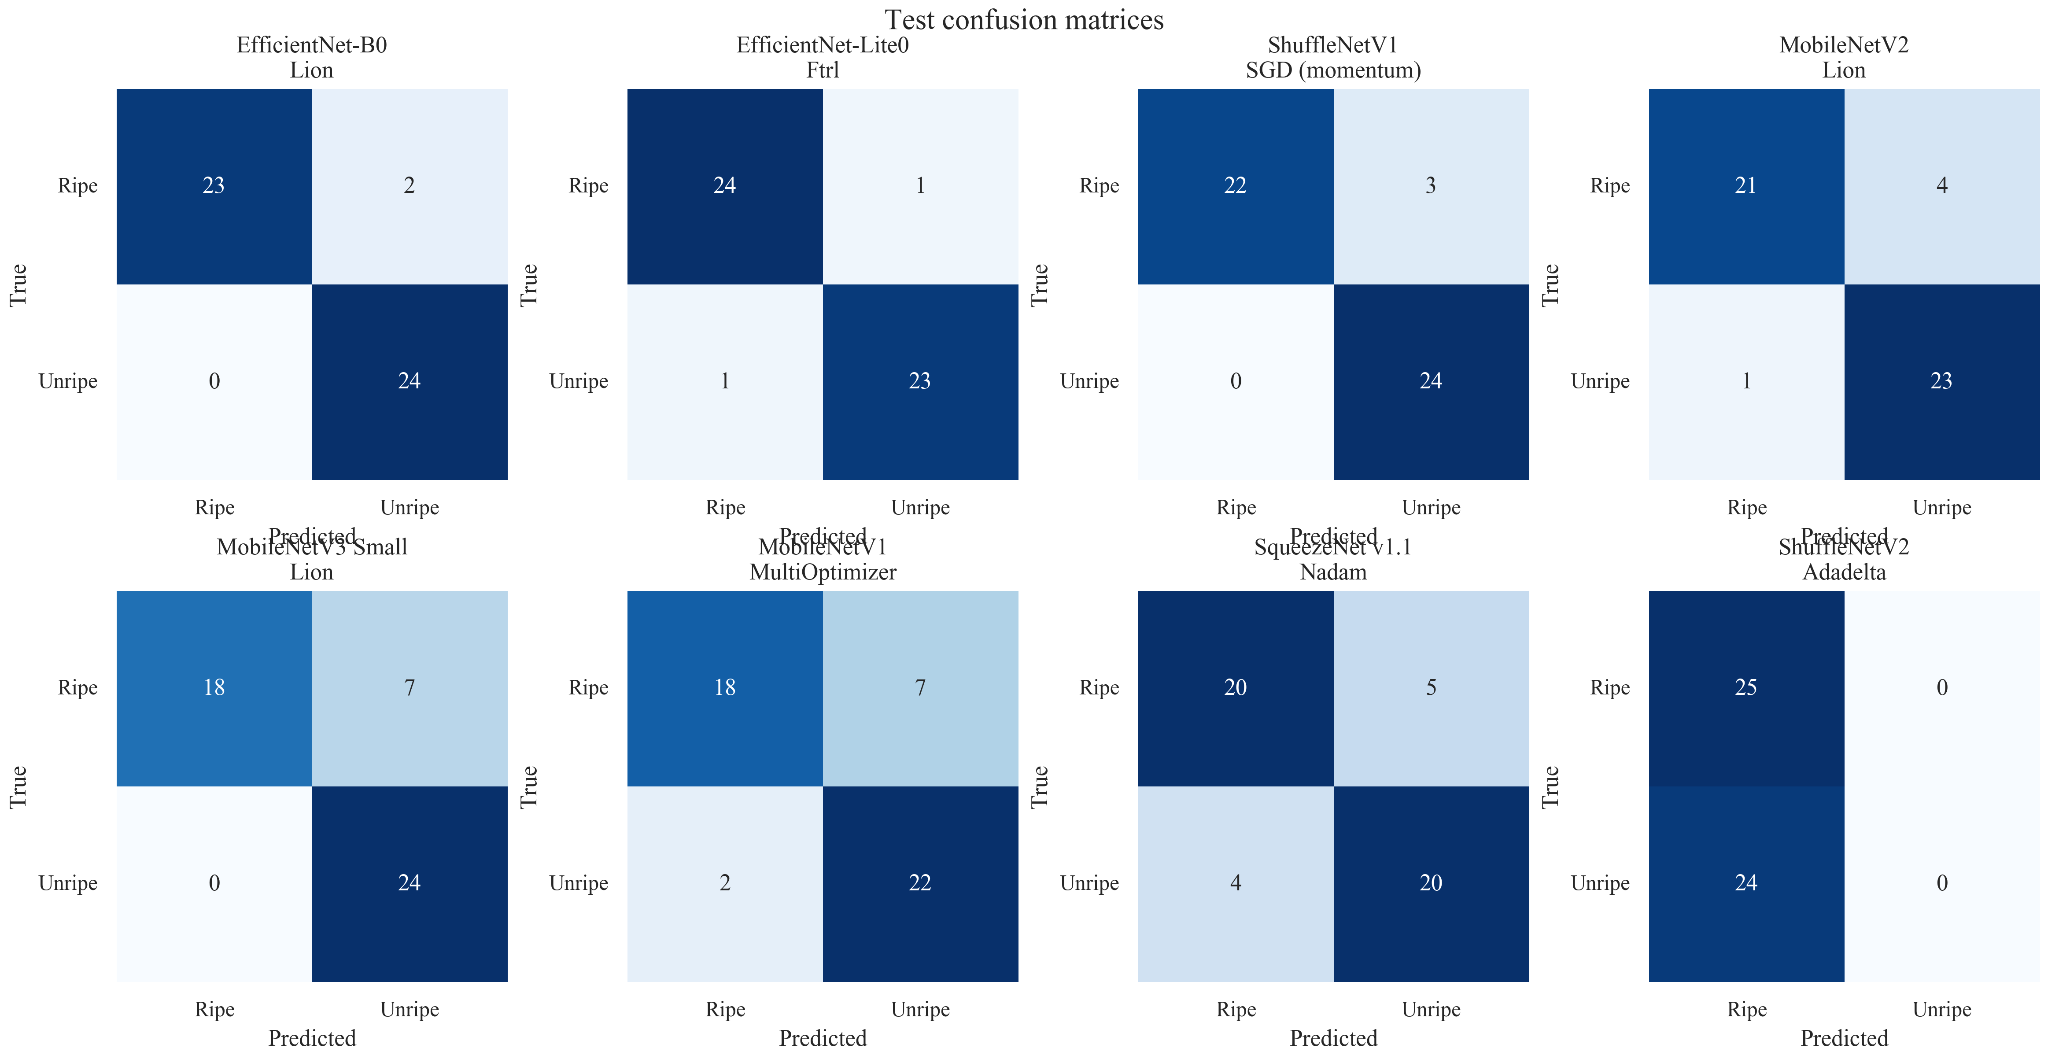 Test confusion matrices
EfficientNet-B0
Lion
Ripe
Unripe
True
23
2
0
24
Ripe
Unripe
Predicted
EfficientNet-Lite0
Ftrl
Ripe
Unripe
True
24
1
1
23
Ripe
Unripe
Predicted
ShuffleNetV1
SGD (momentum)
Ripe
Unripe
True
22
3
0
24
Ripe
Unripe
Predicted
MobileNetV2
Lion
Ripe
Unripe
True
21
4
1
23
Ripe
Unripe
Predicted
MobileNetV3 Small
Lion
Ripe
Unripe
True
18
7
0
24
Ripe
Unripe
Predicted
MobileNetV1
MultiOptimizer
Ripe
Unripe
True
18
7
2
22
Ripe
Unripe
Predicted
SqueezeNet v1.1
Nadam
Ripe
Unripe
True
20
5
4
20
Ripe
Unripe
Predicted
ShuffleNetV2
Adadelta
Ripe
Unripe
True
25
0
24
0
Ripe
Unripe
Predicted